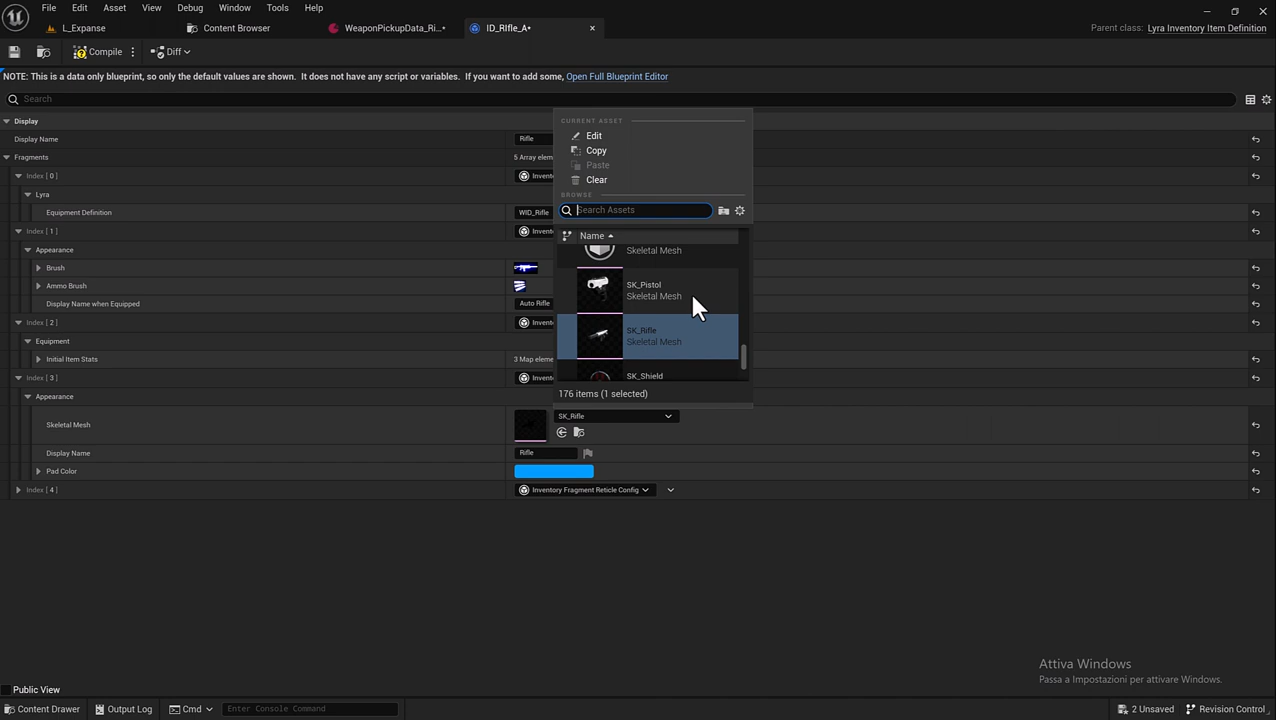 File Edit Asset View Debug Window Tools Help
L_Expanse Content Browser WeaponPickupData_Ri...• ID_RIfle_A• Parent class: Lyra Inventory Item Definition
Compile Diff
NOTE: This is a data only blueprint, so only the default values are shown. It does not have any script or variables. If you want to add some, Open Full Blueprint Editor
Search
Display
Display Name Rifle
Fragments 5 Array elem
Index [ 0 ] Invent
Lyra
Equipment Definition WID_Rifle
Index [ 1 ] Invent
Appearance
Brush
Ammo Brush
Display Name when Equipped Auto Rifle
Index [ 2 ] Invent
Equipment
Initial Item Stats 3 Map eleme
Index [ 3 ] Invent
Appearance
Skeletal Mesh SK_Rifle
Display Name Rifle
Pad Color
Index [ 4 ] Inventory Fragment Reticle Config
CURRENT ASSET
Edit
Copy
Paste
Clear
BROWSE
Search Assets
Name
Skeletal Mesh
SK_Pistol
Skeletal Mesh
SK_Rifle
Skeletal Mesh
SK_Shield
176 items (1 selected)
Attiva Windows
Passa a Impostazioni per attivare Windows.
Public View
Content Drawer Output Log Cmd Enter Console Command 2 Unsaved Revision Control